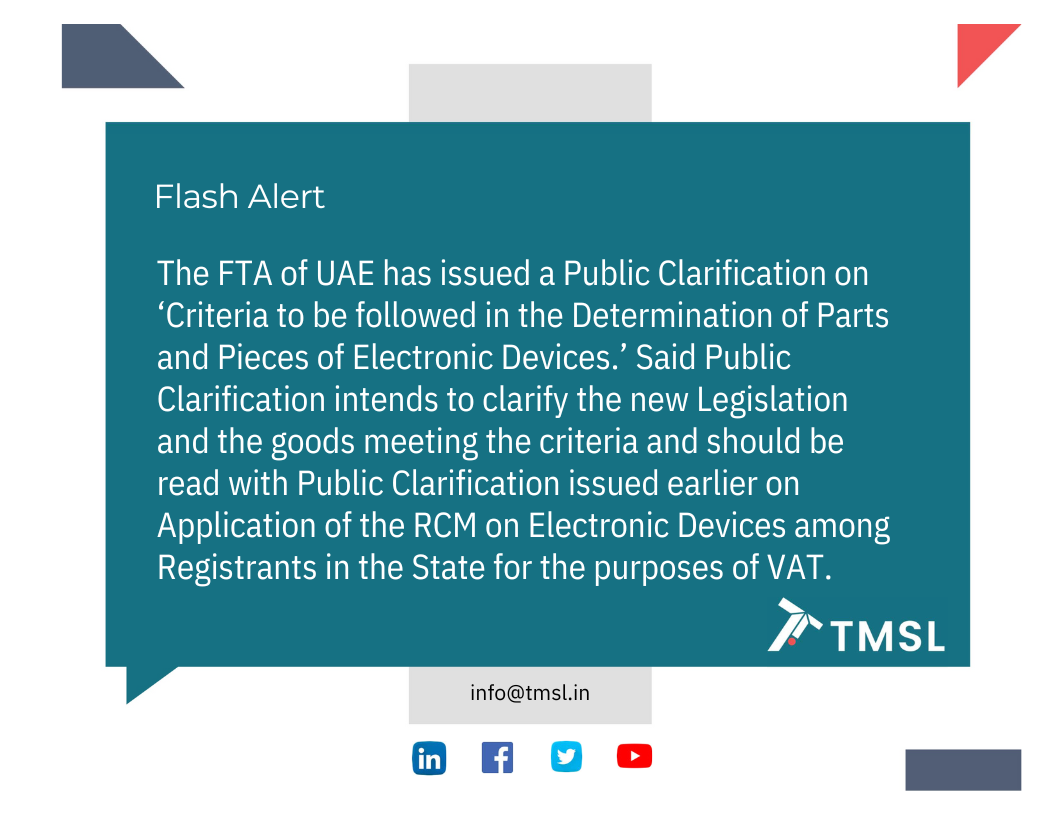 Flash Alert
The FTA of UAE has issued a Public Clarification on
‘Criteria to be followed in the Determination of Parts
and Pieces of Electronic Devices.’ Said Public
Clarification intends to clarify the new Legislation
and the goods meeting the criteria and should be
read with Public Clarification issued earlier on
Application of the RCM on Electronic Devices among
Registrants in the State for the purposes of VAT.
TMSL
info@tmsl.in
in f